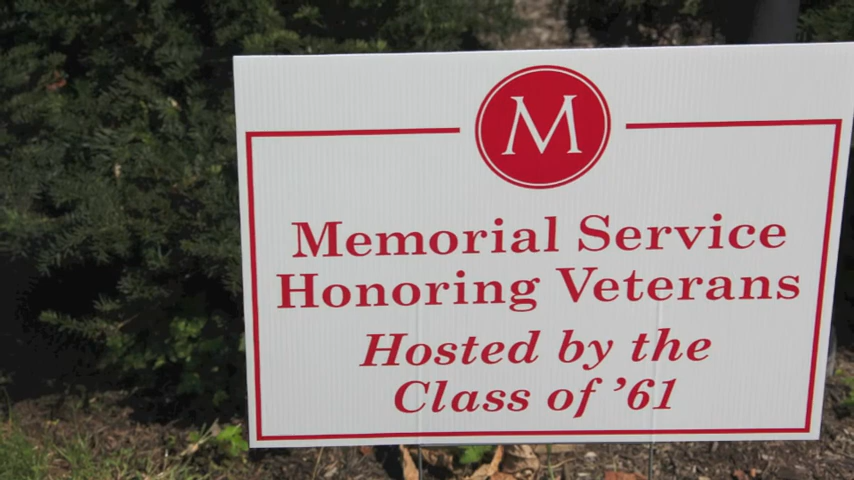 M
Memorial Service
Honoring Veterans
Hosted by the
Class of ’61